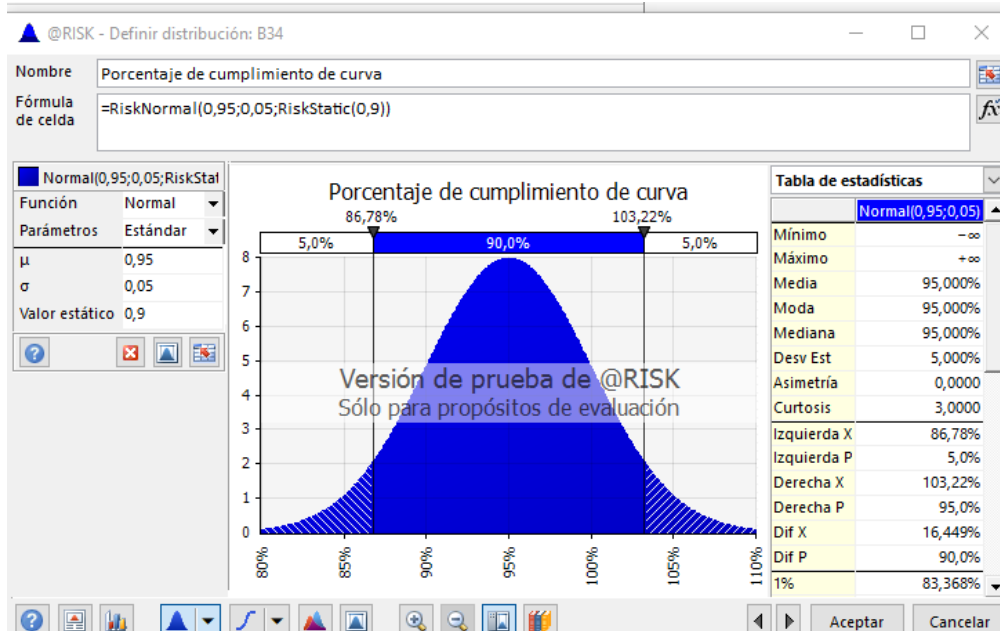 @RISK - Definir distribución: B34
Nombre
Porcentaje de cumplimiento de curva
Fórmula
de celda
=RiskNormal(0,95;0,05;RiskStatic(0,9))
Normal(0,95;0,05;RiskStat
Función Normal
Parámetros Estándar
μ 0,95
σ 0,05
Valor estático 0,9
Porcentaje de cumplimiento de curva
86,78% 103,22%
5,0% 90,0% 5,0%
8
7
6
5
4
3
2
1
0
80% 85% 90% 95% 100% 105% 110%
Versión de prueba de @RISK
Sólo para propósitos de evaluación
Tabla de estadísticas
Normal(0,95;0,05)
Mínimo -∞
Máximo +∞
Media 95,000%
Moda 95,000%
Mediana 95,000%
Desv Est 5,000%
Asimetría 0,0000
Curtosis 3,0000
Izquierda X 86,78%
Izquierda P 5,0%
Derecha X 103,22%
Derecha P 95,0%
Dif X 16,449%
Dif P 90,0%
1% 83,368%
Aceptar Cancelar